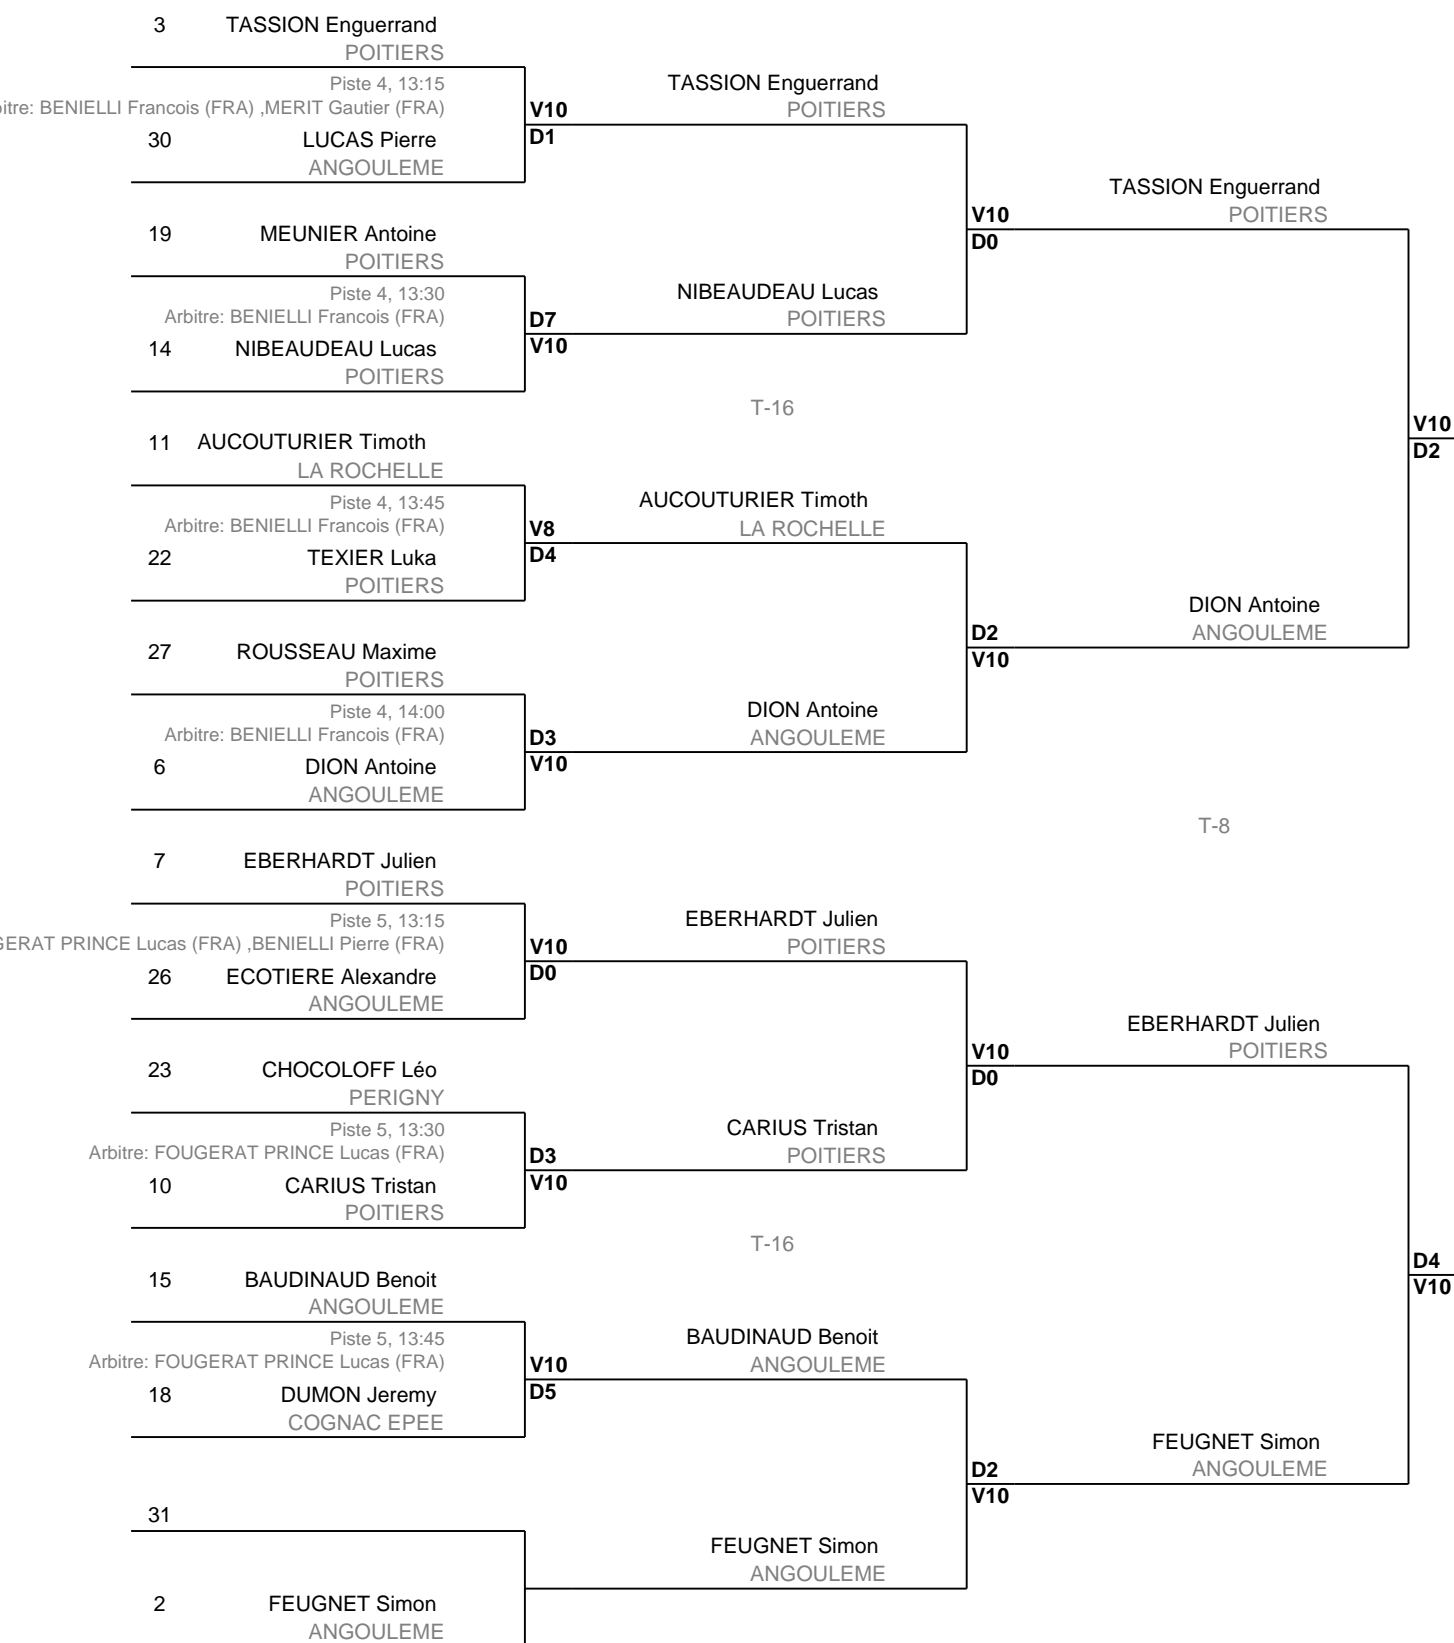 3 TASSION Enguerrand
POITIERS
Piste 4, 13:15
bitre: BENIELLI Francois (FRA) ,MERIT Gautier (FRA)
30 LUCAS Pierre
ANGOULEME
19 MEUNIER Antoine
POITIERS
Piste 4, 13:30
Arbitre: BENIELLI Francois (FRA)
14 NIBEAUDEAU Lucas
POITIERS
11 AUCOUTURIER Timoth
LA ROCHELLE
Piste 4, 13:45
Arbitre: BENIELLI Francois (FRA)
22 TEXIER Luka
POITIERS
27 ROUSSEAU Maxime
POITIERS
Piste 4, 14:00
Arbitre: BENIELLI Francois (FRA)
6 DION Antoine
ANGOULEME
7 EBERHARDT Julien
POITIERS
Piste 5, 13:15
GERAT PRINCE Lucas (FRA) ,BENIELLI Pierre (FRA)
26 ECOTIERE Alexandre
ANGOULEME
23 CHOCOLOFF Léo
PERIGNY
Piste 5, 13:30
Arbitre: FOUGERAT PRINCE Lucas (FRA)
10 CARIUS Tristan
POITIERS
15 BAUDINAUD Benoit
ANGOULEME
Piste 5, 13:45
Arbitre: FOUGERAT PRINCE Lucas (FRA)
18 DUMON Jeremy
COGNAC EPEE
31
2 FEUGNET Simon
ANGOULEME
TASSION Enguerrand
V10 POITIERS
D1
NIBEAUDEAU Lucas
D7 POITIERS
V10
T-16
AUCOUTURIER Timoth
V8 LA ROCHELLE
D4
DION Antoine
D3 ANGOULEME
V10
EBERHARDT Julien
V10 POITIERS
D0
CARIUS Tristan
D3 POITIERS
V10
T-16
BAUDINAUD Benoit
V10 ANGOULEME
D5
FEUGNET Simon
ANGOULEME
TASSION Enguerrand
V10 POITIERS
D0
DION Antoine
D2 ANGOULEME
V10
T-8
EBERHARDT Julien
V10 POITIERS
D0
FEUGNET Simon
D2 ANGOULEME
V10
V10
D2
D4
V10